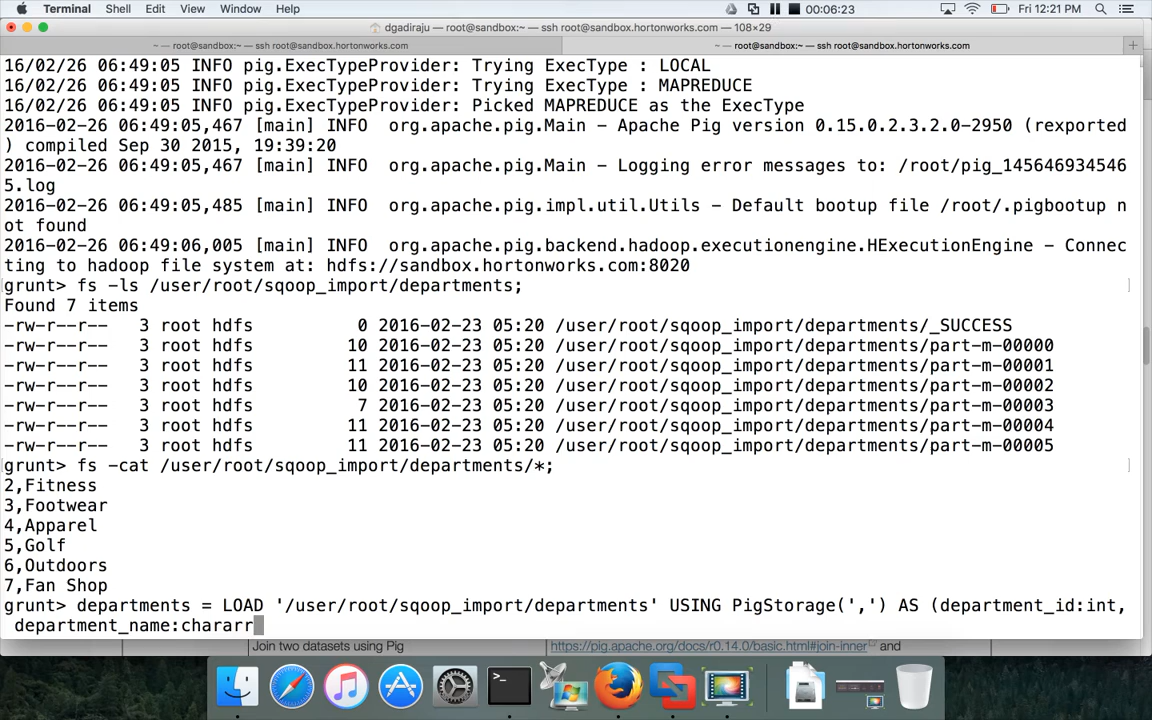 Terminal Shell Edit View Window Help 00:06:23 Fri 12:21 PM
dgadiraju — root@sandbox:~ — ssh root@sandbox.hortonworks.com — 108×29
~ — root@sandbox:~ — ssh root@sandbox.hortonworks.com ~ — root@sandbox:~ — ssh root@sandbox.hortonworks.com
16/02/26 06:49:05 INFO pig.ExecTypeProvider: Trying ExecType : LOCAL
16/02/26 06:49:05 INFO pig.ExecTypeProvider: Trying ExecType : MAPREDUCE
16/02/26 06:49:05 INFO pig.ExecTypeProvider: Picked MAPREDUCE as the ExecType
2016-02-26 06:49:05,467 [main] INFO  org.apache.pig.Main - Apache Pig version 0.15.0.2.3.2.0-2950 (rexported
) compiled Sep 30 2015, 19:39:20
2016-02-26 06:49:05,467 [main] INFO  org.apache.pig.Main - Logging error messages to: /root/pig_145646934546
5.log
2016-02-26 06:49:05,485 [main] INFO  org.apache.pig.impl.util.Utils - Default bootup file /root/.pigbootup n
ot found
2016-02-26 06:49:06,005 [main] INFO  org.apache.pig.backend.hadoop.executionengine.HExecutionEngine - Connec
ting to hadoop file system at: hdfs://sandbox.hortonworks.com:8020
grunt> fs -ls /user/root/sqoop_import/departments;
Found 7 items
-rw-r--r--   3 root hdfs          0 2016-02-23 05:20 /user/root/sqoop_import/departments/_SUCCESS
-rw-r--r--   3 root hdfs         10 2016-02-23 05:20 /user/root/sqoop_import/departments/part-m-00000
-rw-r--r--   3 root hdfs         11 2016-02-23 05:20 /user/root/sqoop_import/departments/part-m-00001
-rw-r--r--   3 root hdfs         10 2016-02-23 05:20 /user/root/sqoop_import/departments/part-m-00002
-rw-r--r--   3 root hdfs          7 2016-02-23 05:20 /user/root/sqoop_import/departments/part-m-00003
-rw-r--r--   3 root hdfs         11 2016-02-23 05:20 /user/root/sqoop_import/departments/part-m-00004
-rw-r--r--   3 root hdfs         11 2016-02-23 05:20 /user/root/sqoop_import/departments/part-m-00005
grunt> fs -cat /user/root/sqoop_import/departments/*;
2,Fitness
3,Footwear
4,Apparel
5,Golf
6,Outdoors
7,Fan Shop
grunt> departments = LOAD '/user/root/sqoop_import/departments' USING PigStorage(',') AS (department_id:int,
department_name:chararr
Join two datasets using Pig https://pig.apache.org/docs/r0.14.0/basic.html#join-inner and